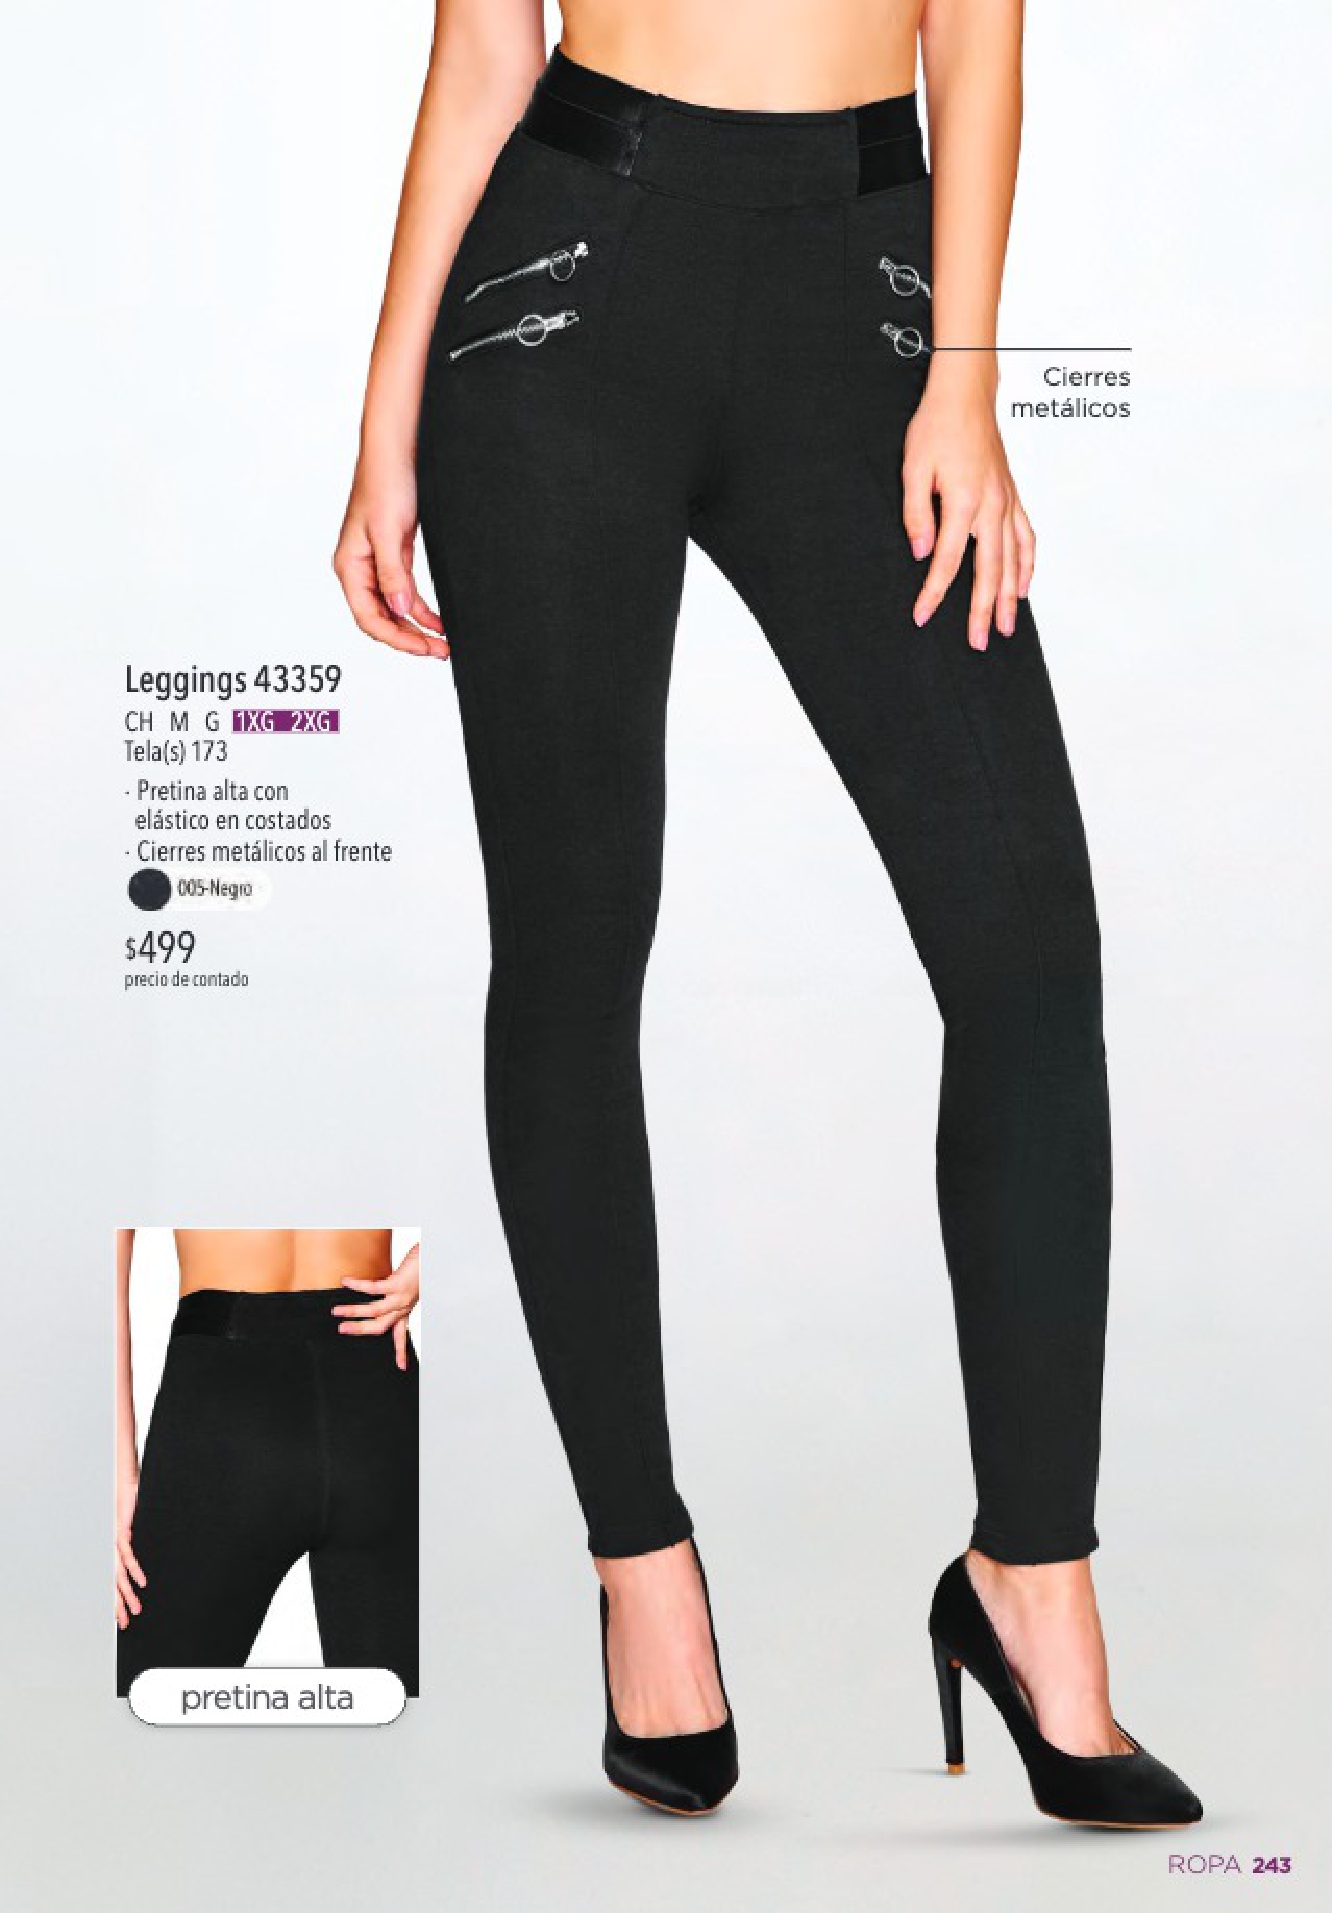 Cierres
metálicos
Leggings 43359
CH M G 1XG 2XG
Tela(s) 173
· Pretina alta con
elástico en costados
· Cierres metálicos al frente
005-Negro
$499
precio de contado
pretina alta
ROPA 243